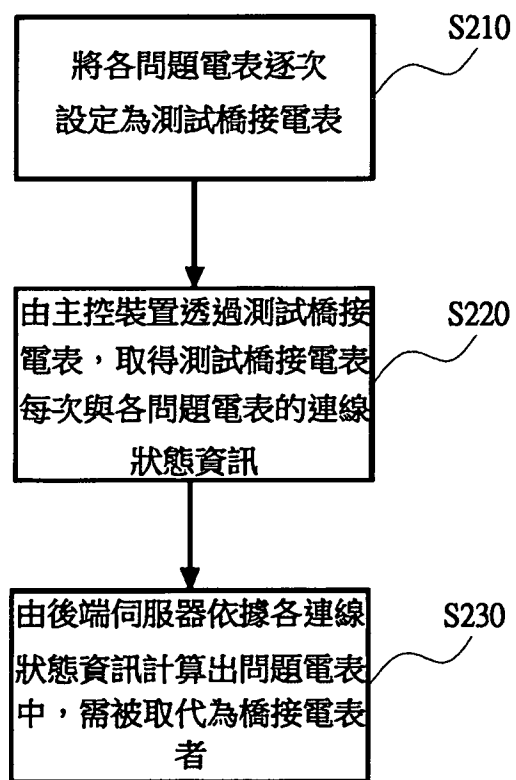 S210
將各問題電表逐次
設定為測試橋接電表
S220
由主控裝置透過測試橋接
電表，取得測試橋接電表
每次與各問題電表的連線
狀態資訊
S230
由後端伺服器依據各連線
狀態資訊計算出問題電表
中，需被取代為橋接電表
者